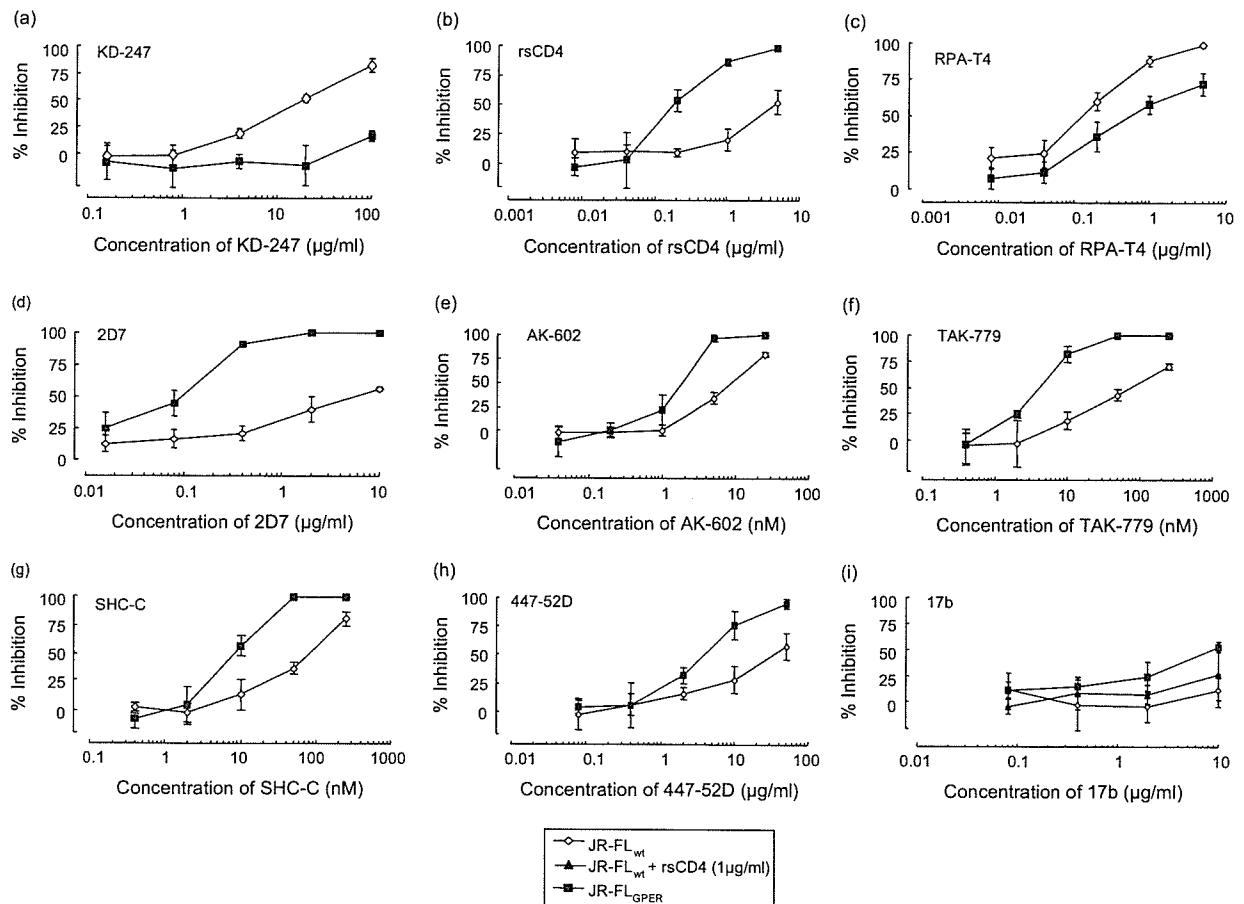 (a)
KD-247
% Inhibition
100
75
50
25
0
0.1 1 10 100
Concentration of KD-247 (µg/ml)
(b)
rsCD4
% Inhibition
100
75
50
25
0
0.001 0.01 0.1 1 10
Concentration of rsCD4 (µg/ml)
(c)
RPA-T4
% Inhibition
100
75
50
25
0
0.001 0.01 0.1 1 10
Concentration of RPA-T4 (µg/ml)
(d)
2D7
% Inhibition
100
75
50
25
0
0.01 0.1 1 10
Concentration of 2D7 (µg/ml)
(e)
AK-602
% Inhibition
100
75
50
25
0
0.01 0.1 1 10 100
Concentration of AK-602 (nM)
(f)
TAK-779
% Inhibition
100
75
50
25
0
0.1 1 10 100 1000
Concentration of TAK-779 (nM)
(g)
SHC-C
% Inhibition
100
75
50
25
0
0.1 1 10 100 1000
Concentration of SHC-C (nM)
(h)
447-52D
% Inhibition
100
75
50
25
0
0.01 0.1 1 10 100
Concentration of 447-52D (µg/ml)
(i)
17b
% Inhibition
100
75
50
25
0
0.01 0.1 1 10
Concentration of 17b (µg/ml)
JR-FLwt
JR-FLwt + rsCD4 (1µg/ml)
JR-FLGPER